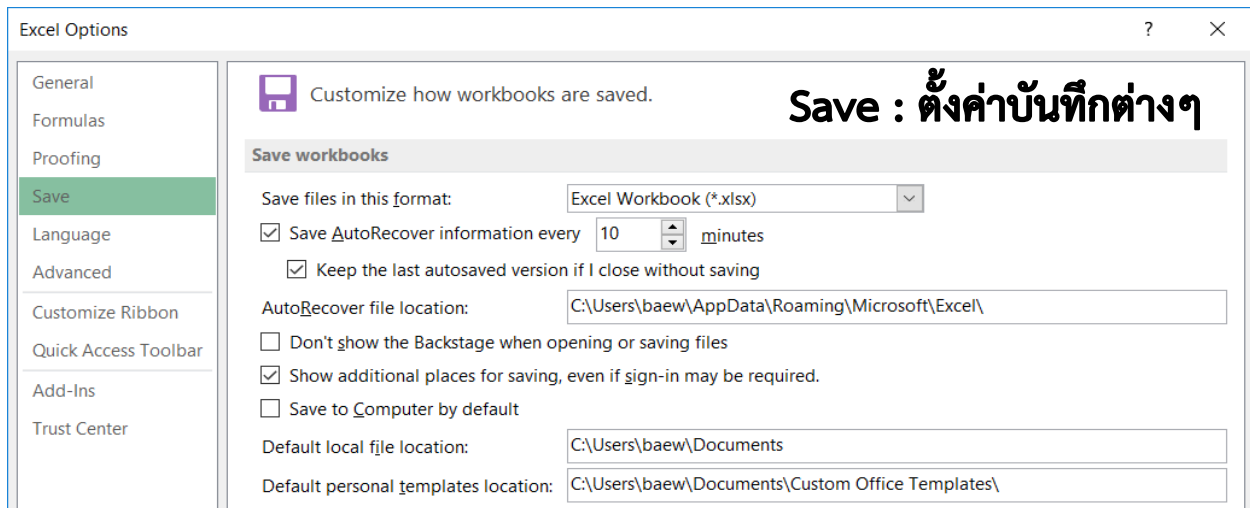 Excel Options
?
General
Formulas
Proofing
Save
Language
Advanced
Customize Ribbon
Quick Access Toolbar
Add-Ins
Trust Center
Customize how workbooks are saved.
Save : ตั้งค่าบันทึกต่างๆ
Save workbooks
Save files in this format: Excel Workbook (*.xlsx)
Save AutoRecover information every 10 minutes
Keep the last autosaved version if I close without saving
AutoRecover file location: C:\Users\baew\AppData\Roaming\Microsoft\Excel\
Don't show the Backstage when opening or saving files
Show additional places for saving, even if sign-in may be required.
Save to Computer by default
Default local file location: C:\Users\baew\Documents
Default personal templates location: C:\Users\baew\Documents\Custom Office Templates\